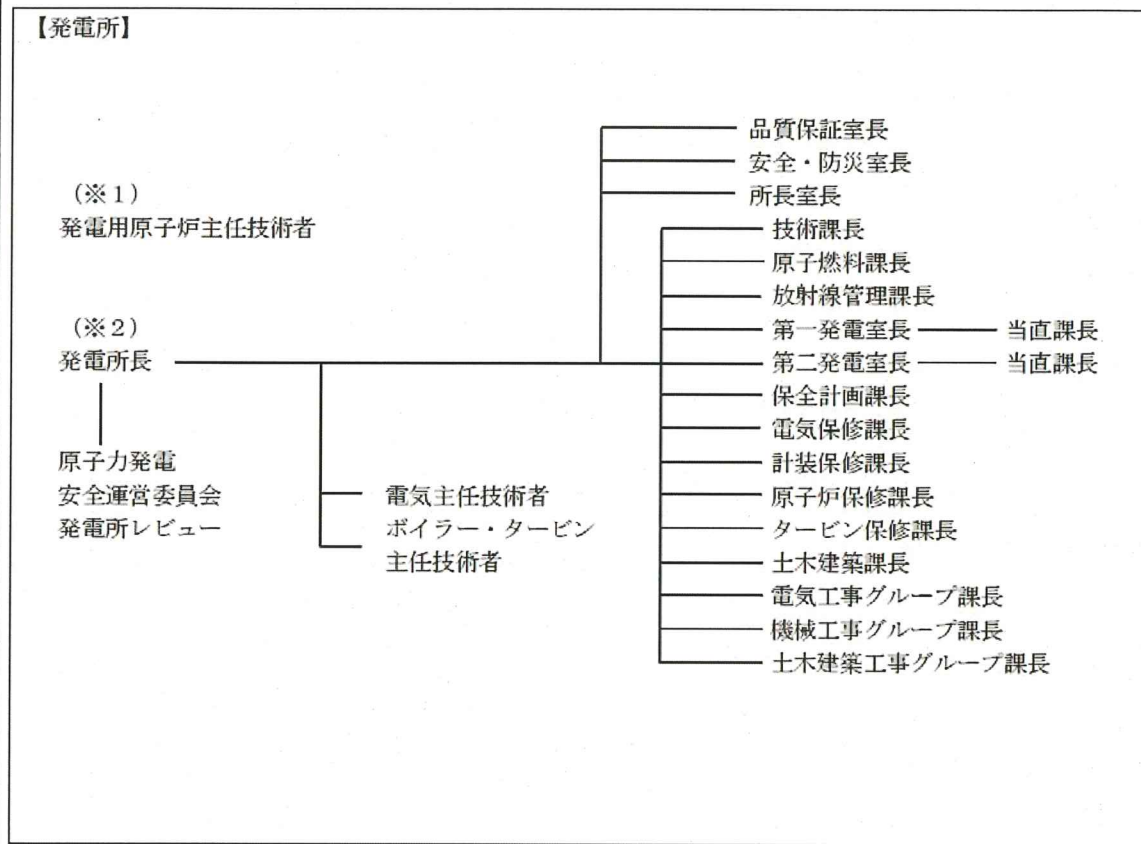 【発電所】
品質保証室長
安全・防災室長
(※1)
所長室長
発電用原子炉主任技術者
技術課長
原子燃料課長
放射線管理課長
(※2)
第一発電室長
当直課長
発電所長
第二発電室長
当直課長
保全計画課長
電気保修課長
原子力発電
計装保修課長
安全運営委員会
電気主任技術者
原子炉保修課長
発電所レビュー
ボイラー・タービン
タービン保修課長
主任技術者
土木建築課長
電気工事グループ課長
機械工事グループ課長
土木建築工事グループ課長